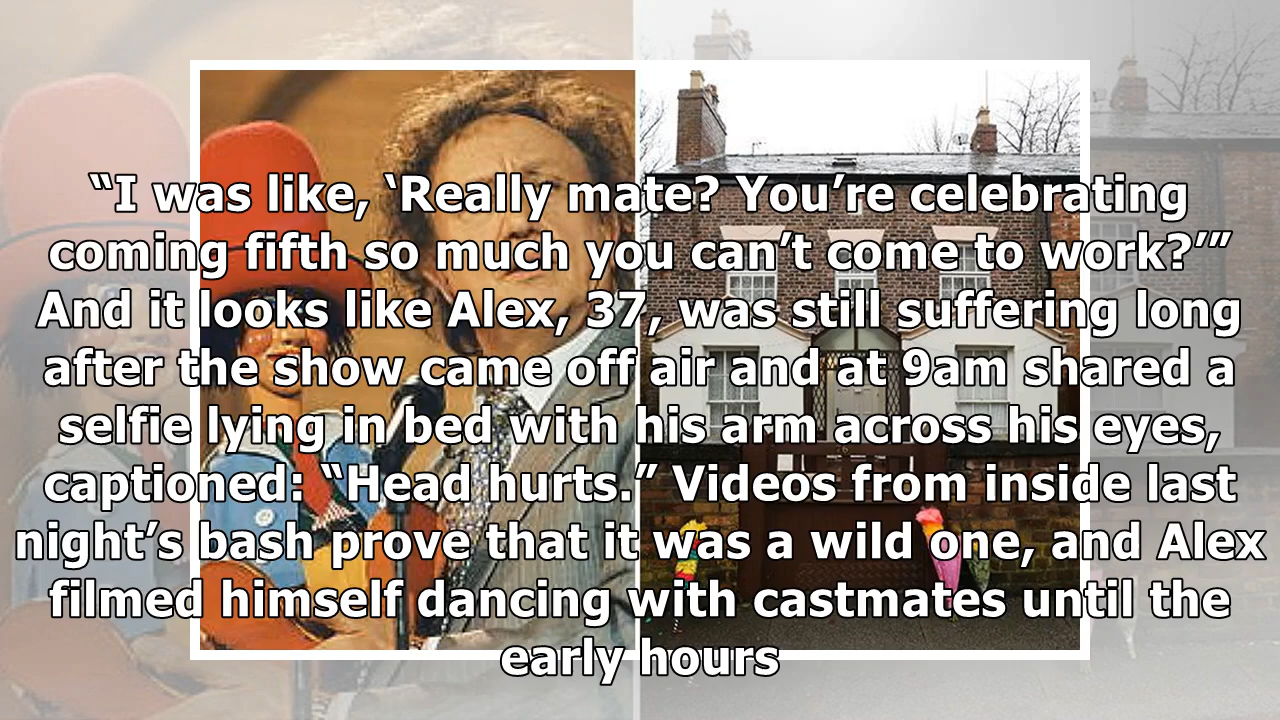 “I was like, ‘Really mate? You’re celebrating
coming fifth so much you can’t come to work?’”
And it looks like Alex, 37, was still suffering long
after the show came off air and at 9am shared a
selfie lying in bed with his arm across his eyes,
captioned: “Head hurts.” Videos from inside last
night’s bash prove that it was a wild one, and Alex
filmed himself dancing with castmates until the
early hours